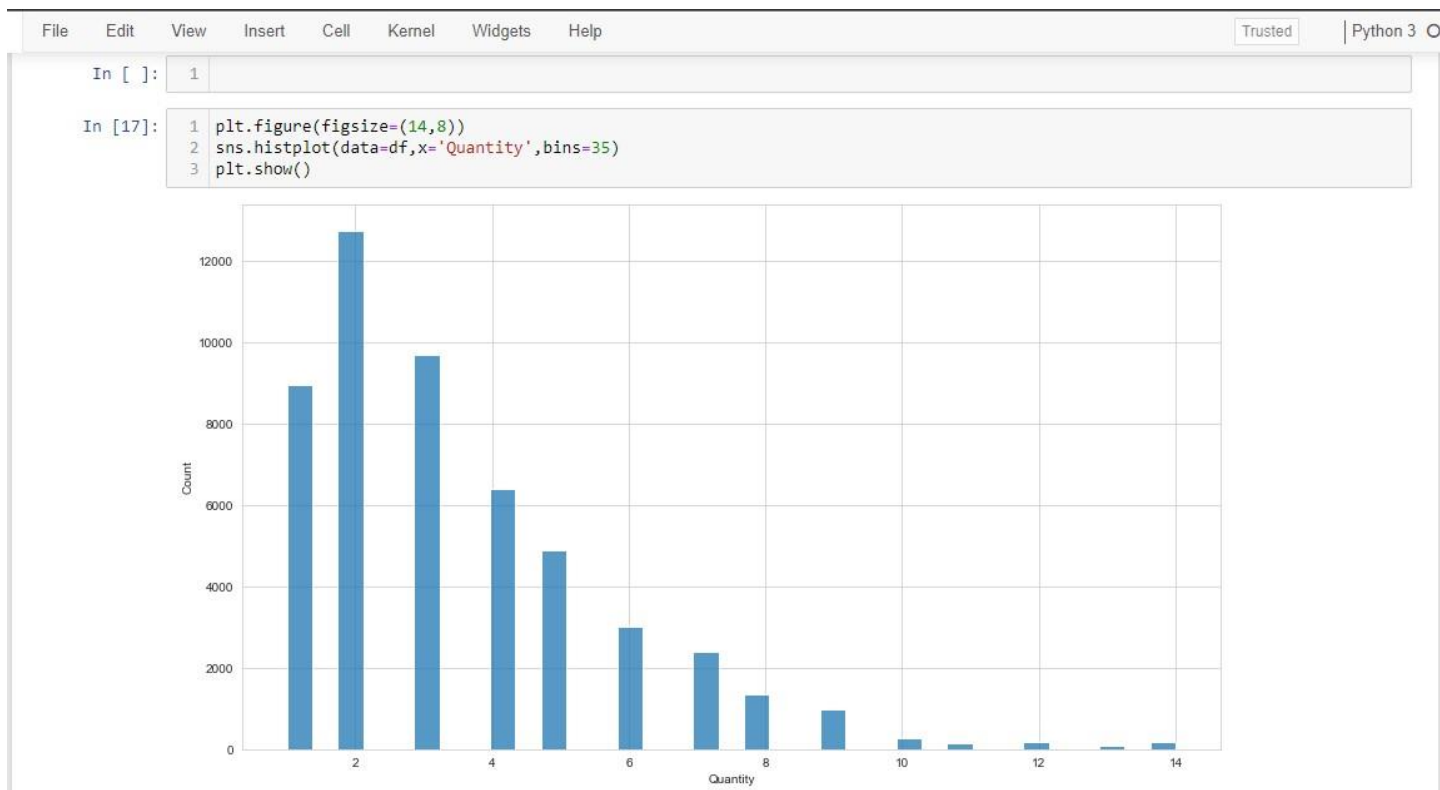 File Edit View Insert Cell Kernel Widgets Help Trusted Python 3
In [ ]: 1
In [17]: 1 plt.figure(figsize=(14,8))
2 sns.histplot(data=df,x='Quantity',bins=35)
3 plt.show()
12000
10000
8000
6000
4000
2000
0
Count
2 4 6 8 10 12 14
Quantity